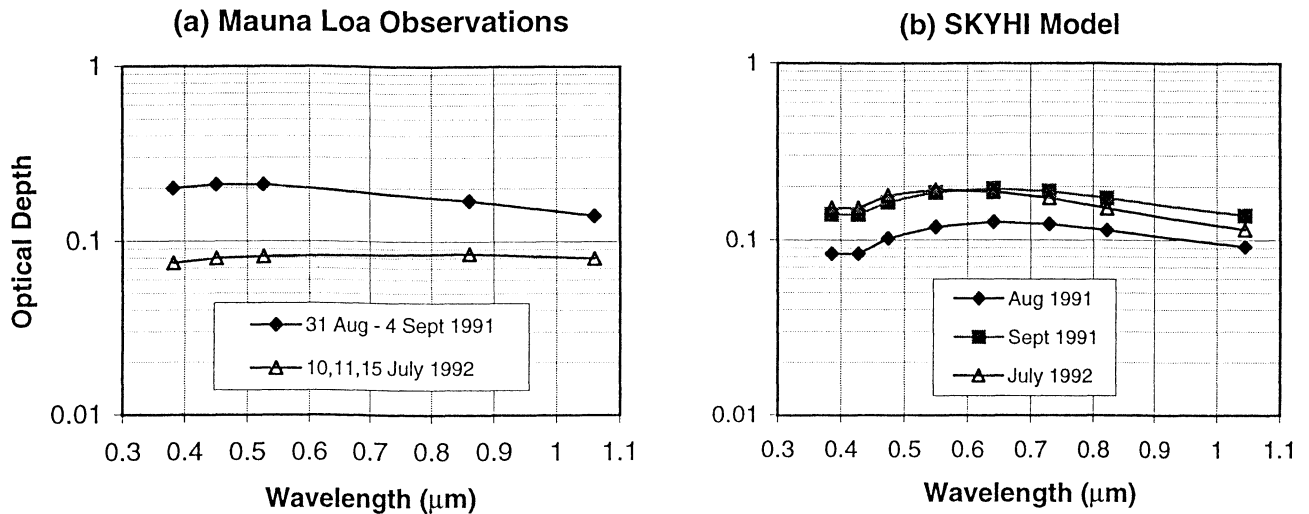 (a) Mauna Loa Observations
1
0.1
0.01
Optical Depth
31 Aug - 4 Sept 1991
10,11,15 July 1992
0.3 0.4 0.5 0.6 0.7 0.8 0.9 1 1.1
Wavelength (μm)
(b) SKYHI Model
1
0.1
0.01
Aug 1991
Sept 1991
July 1992
0.3 0.4 0.5 0.6 0.7 0.8 0.9 1 1.1
Wavelength (μm)